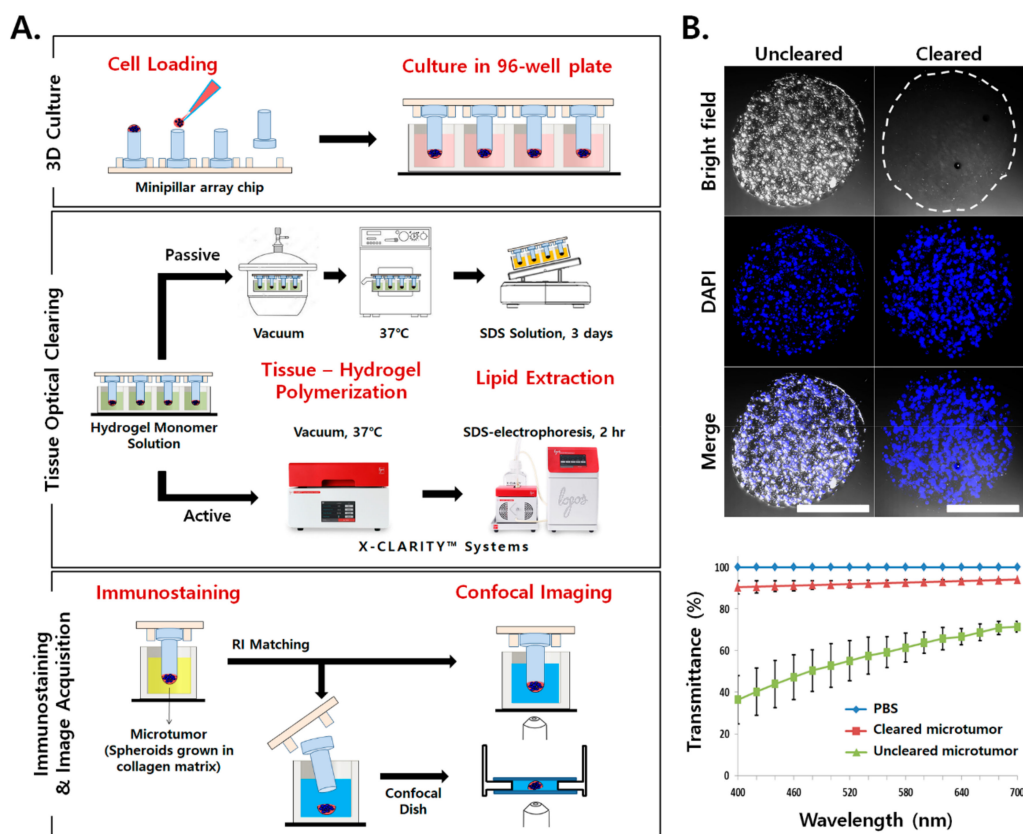 A.
3D Culture
Cell Loading
Minipillar array chip
Culture in 96-well plate
Tissue Optical Clearing
Passive
Vacuum
37℃
SDS Solution, 3 days
Hydrogel Monomer
Solution
Tissue – Hydrogel
Polymerization
Lipid Extraction
Vacuum, 37℃
SDS-electrophoresis, 2 hr
logos
Active
X-CLARITY™ Systems
Immunostaining
& Image Acquisition
Immunostaining
Confocal Imaging
RI Matching
Microtumor
(Spheroids grown in
collagen matrix)
Confocal
Dish
B.
Uncleared
Cleared
Bright field
DAPI
Merge
Transmittance (%)
100
80
60
40
20
0
PBS
Cleared microtumor
Uncleared microtumor
400
460
520
580
640
700
Wavelength (nm)